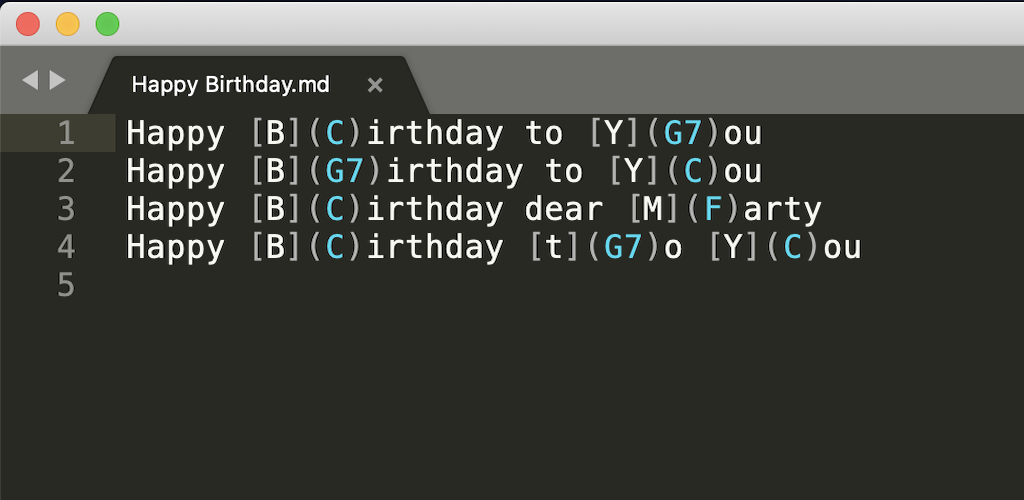 Happy Birthday.md ×
1 Happy [B](C)irthday to [Y](G7)ou
2 Happy [B](G7)irthday to [Y](C)ou
3 Happy [B](C)irthday dear [M](F)arty
4 Happy [B](C)irthday [t](G7)o [Y](C)ou
5